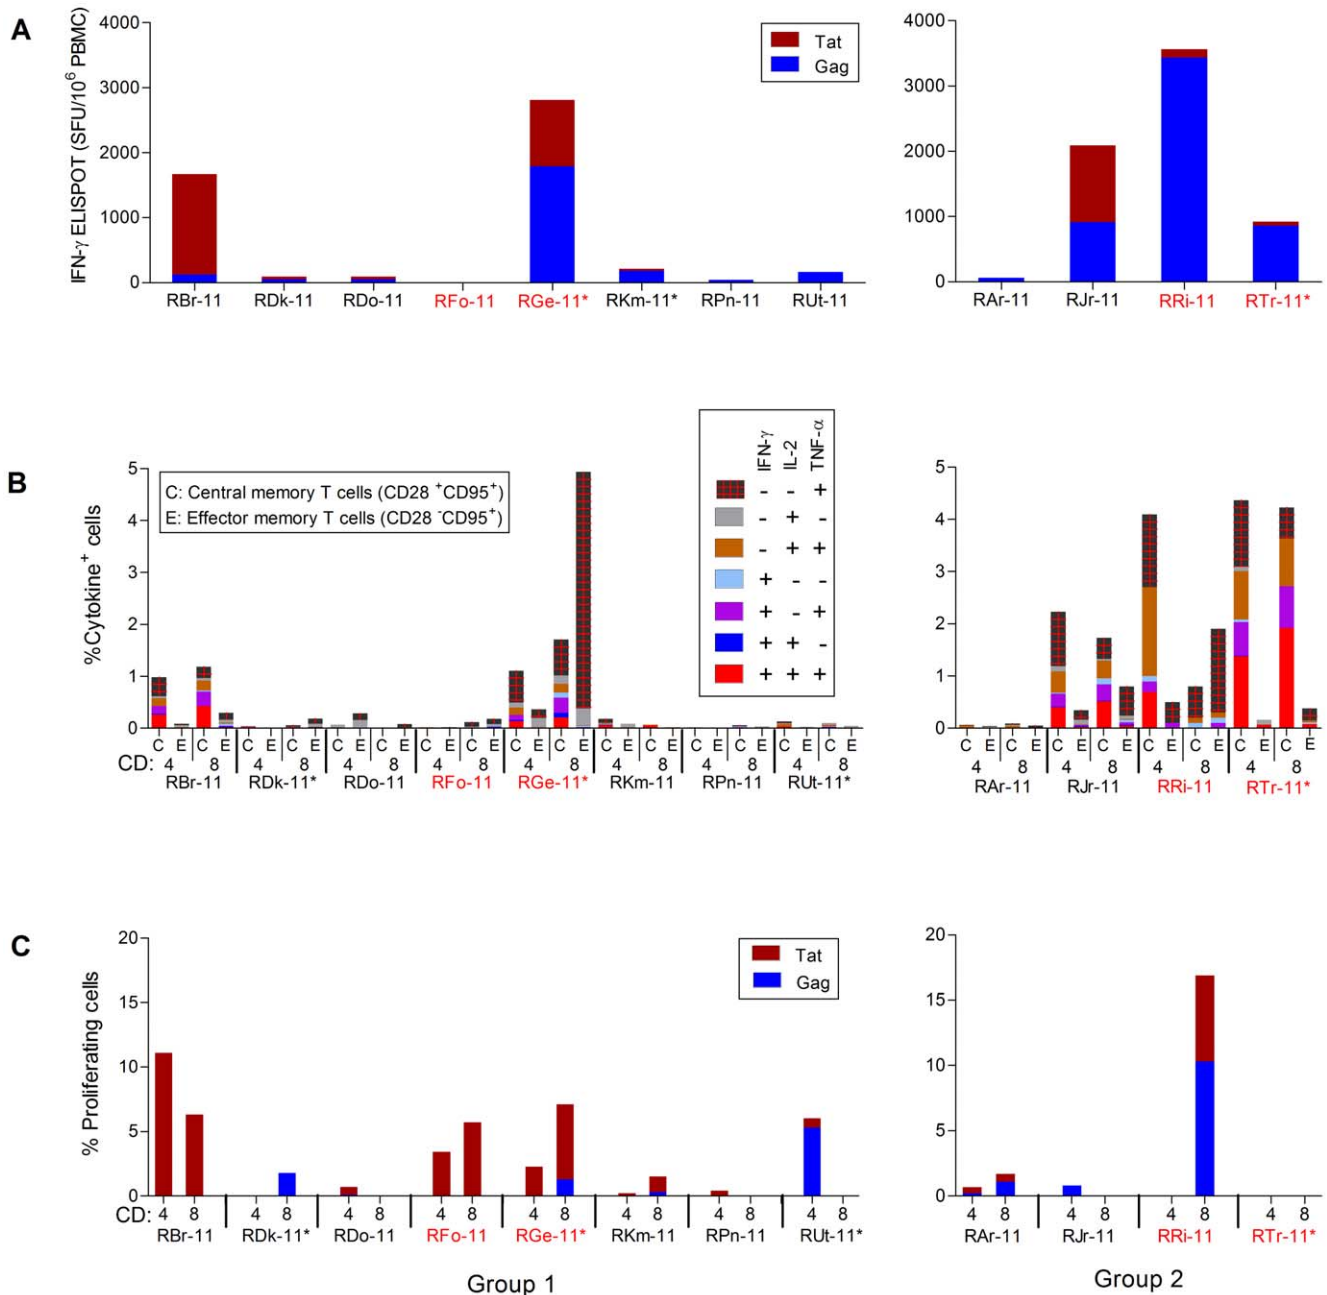 A
IFN-γ ELISPOT (SFU/10⁶ PBMC)
4000
3000
2000
1000
0
Tat
Gag
RBr-11 RDk-11 RDo-11 RFo-11 RGe-11* RKm-11* RPn-11 RUt-11
4000
3000
2000
1000
0
RAr-11 RJr-11 RRi-11 RTr-11*
B
%Cytokine⁺ cells
5
4
3
2
1
0
C: Central memory T cells (CD28 ⁺CD95⁺)
E: Effector memory T cells (CD28 ⁻CD95⁺)
IFN-γ IL-2 TNF-α
- - +
- + -
- + +
+ - -
+ - +
+ + -
+ + +
C E C E C E C E C E C E C E C E C E C E C E C E C E C E C E C E
CD: 4 8 4 8 4 8 4 8 4 8 4 8 4 8 4 8
RBr-11 RDk-11* RDo-11 RFo-11 RGe-11* RKm-11 RPn-11 RUt-11*
5
4
3
2
1
0
C E C E C E C E C E C E C E C E
4 8 4 8 4 8 4 8
RAr-11 RJr-11 RRi-11 RTr-11*
C
% Proliferating cells
20
15
10
5
0
Tat
Gag
CD: 4 8 4 8 4 8 4 8 4 8 4 8 4 8 4 8
RBr-11 RDk-11* RDo-11 RFo-11 RGe-11* RKm-11 RPn-11 RUt-11*
Group 1
20
15
10
5
0
4 8 4 8 4 8 4 8
RAr-11 RJr-11 RRi-11 RTr-11*
Group 2